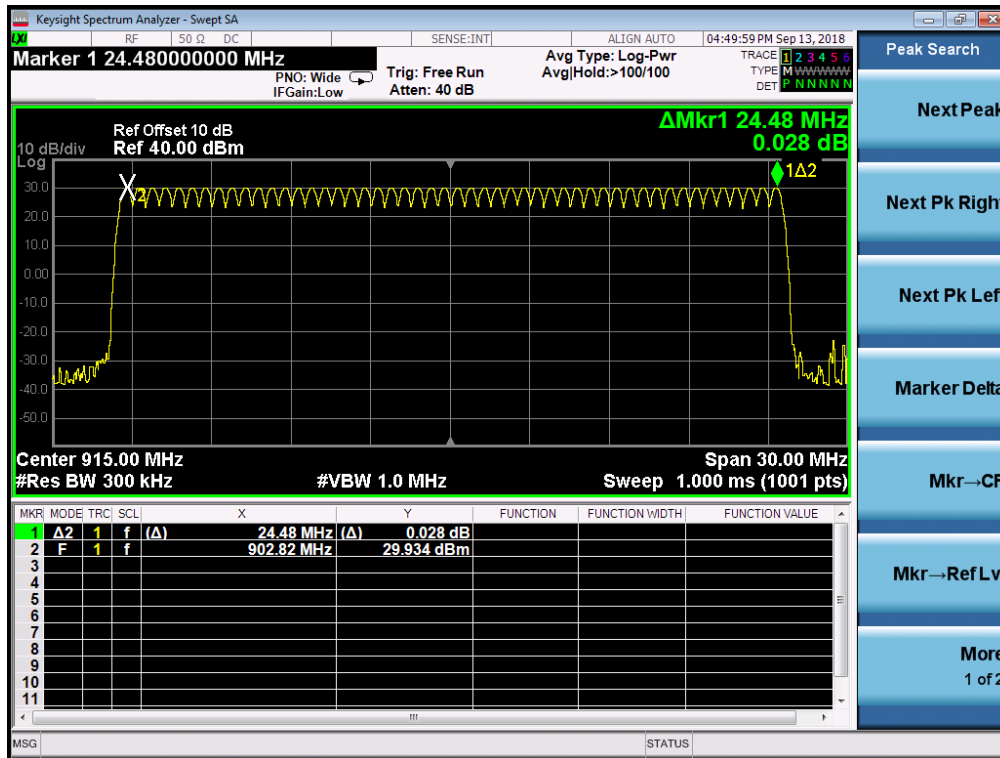 Keysight Spectrum Analyzer - Swept SA
LXI RF 50 Ω DC SENSE:INT ALIGN AUTO 04:49:59 PM Sep 13, 2018
Marker 1 24.480000000 MHz
PNO: Wide
IFGain:Low
Trig: Free Run
Atten: 40 dB
Avg Type: Log-Pwr
Avg|Hold:>100/100
TRACE 1 2 3 4 5 6
TYPE M WWWWW
DET P N N N N N
Peak Search
Next Peak
Next Pk Right
Next Pk Left
Marker Delta
Mkr→CF
Mkr→Ref Lv
More
1 of 2
ΔMkr1 24.48 MHz
0.028 dB
Ref Offset 10 dB
10 dB/div Ref 40.00 dBm
Log
1Δ2
X2
30.0
20.0
10.0
0.00
-10.0
-20.0
-30.0
-40.0
-50.0
Center 915.00 MHz Span 30.00 MHz
#Res BW 300 kHz #VBW 1.0 MHz Sweep 1.000 ms (1001 pts)
MKR MODE TRC SCL X Y FUNCTION FUNCTION WIDTH FUNCTION VALUE
1 Δ2 1 f (Δ) 24.48 MHz (Δ) 0.028 dB
2 F 1 f 902.82 MHz 29.934 dBm
3
4
5
6
7
8
9
10
11
MSG STATUS